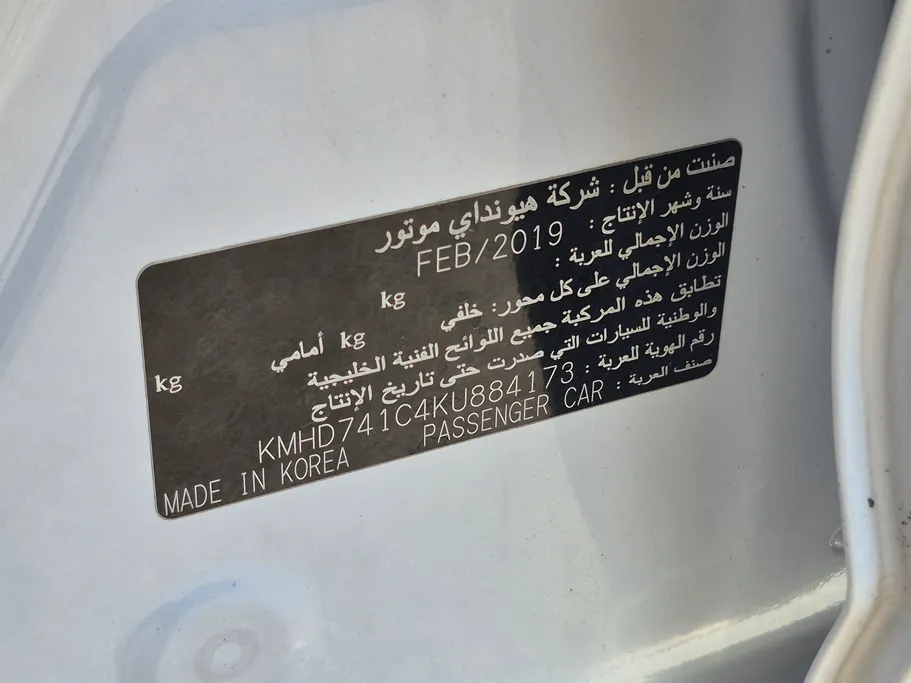 صنعت من قبل : شركة هيونداي موتور
سنة وشهر الإنتاج : FEB/2019
الوزن الإجمالي للعربة : kg
الوزن الإجمالي على كل محور: خلفي kg أمامي kg
تطابق هذه المركبة جميع اللوائح الفنية الخليجية
والوطنية للسيارات التي صدرت حتى تاريخ الإنتاج
رقم الهوية للعربة : KMHD741C4KU884173
صنف العربة : PASSENGER CAR MADE IN KOREA